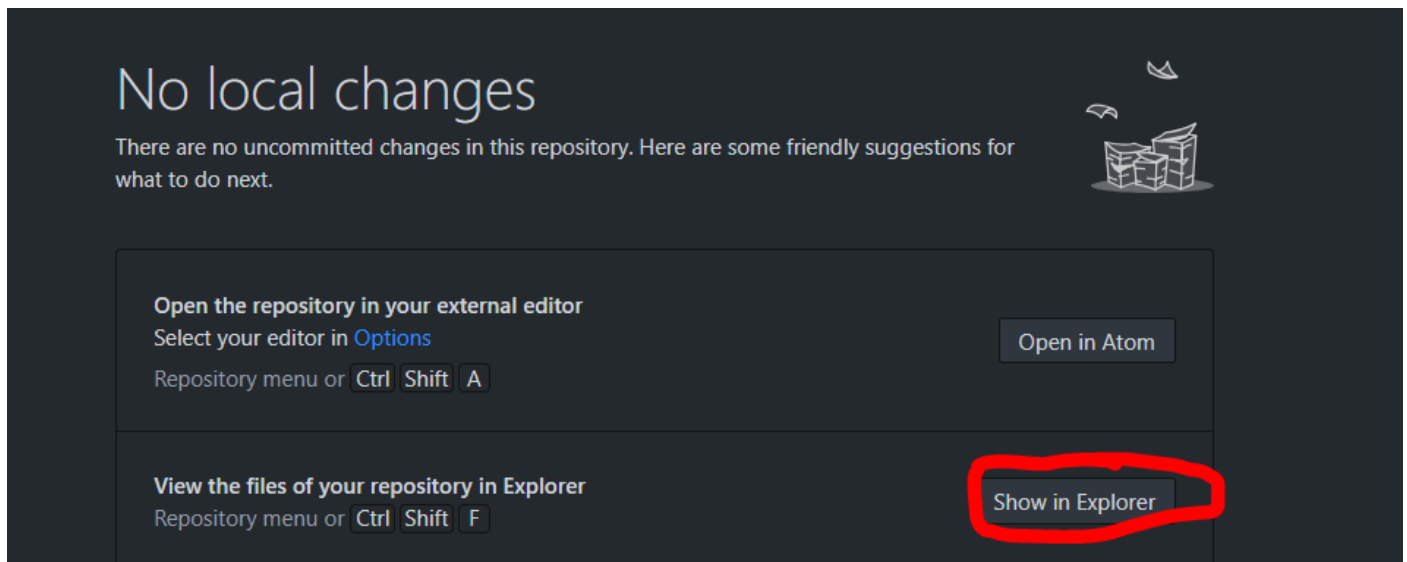 No local changes
There are no uncommitted changes in this repository. Here are some friendly suggestions for
what to do next.
Open the repository in your external editor
Select your editor in Options
Repository menu or Ctrl Shift A
Open in Atom
View the files of your repository in Explorer
Repository menu or Ctrl Shift F
Show in Explorer